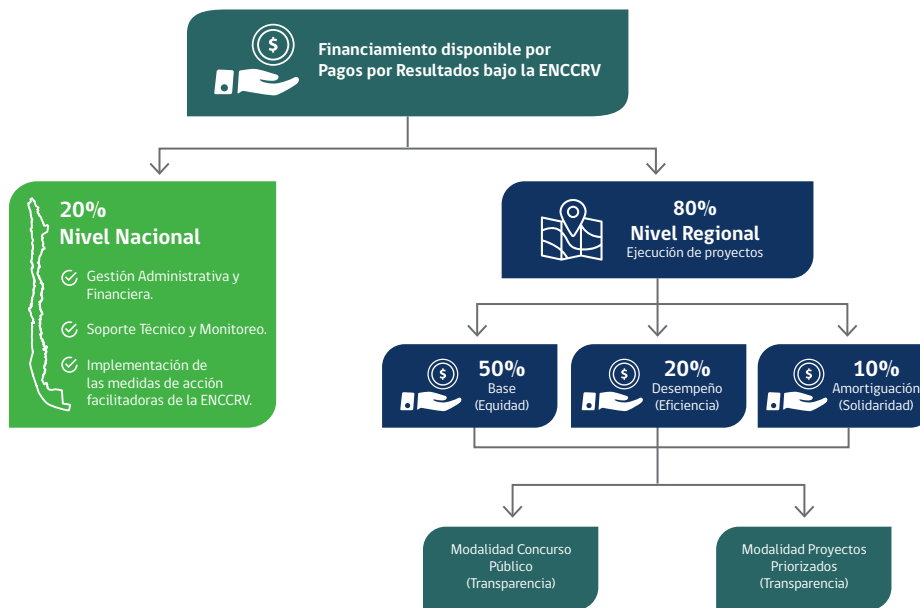 $
Financiamiento disponible por
Pagos por Resultados bajo la ENCCRV
20%
Nivel Nacional
Gestión Administrativa y
Financiera.
Soporte Técnico y Monitoreo.
Implementación de
las medidas de acción
facilitadoras de la ENCCRV.
80%
Nivel Regional
Ejecución de proyectos
$
50%
Base
(Equidad)
$
20%
Desempeño
(Eficiencia)
$
10%
Amortiguación
(Solidaridad)
Modalidad Concurso
Público
(Transparencia)
Modalidad Proyectos
Priorizados
(Transparencia)